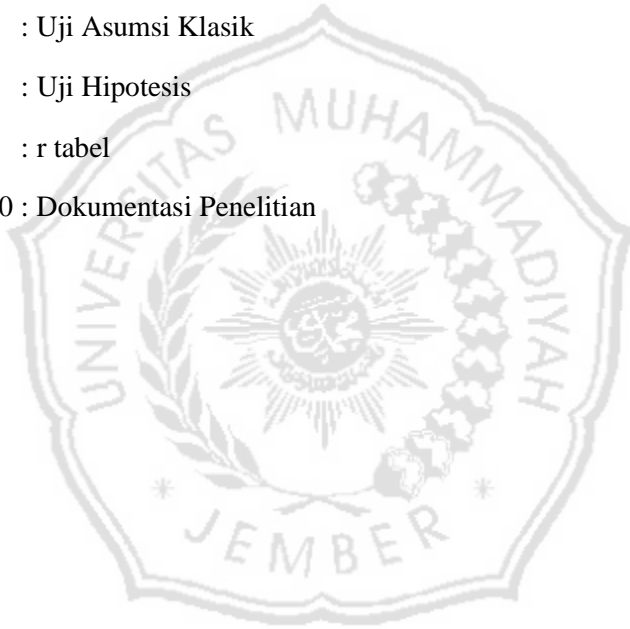 : Uji Asumsi Klasik
: Uji Hipotesis
: r tabel
0 : Dokumentasi Penelitian
UNIVERSITAS MUHAMMADIYAH
* JEMBER *